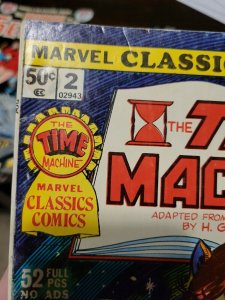 MARVEL CLASSIC
50¢
2
02943
CC
THE
TIME
MACHINE
MARVEL
CLASSICS
COMICS
THE
MAC
ADAPTED FROM
BY H. G
52 FULL
PGS
NO ADS